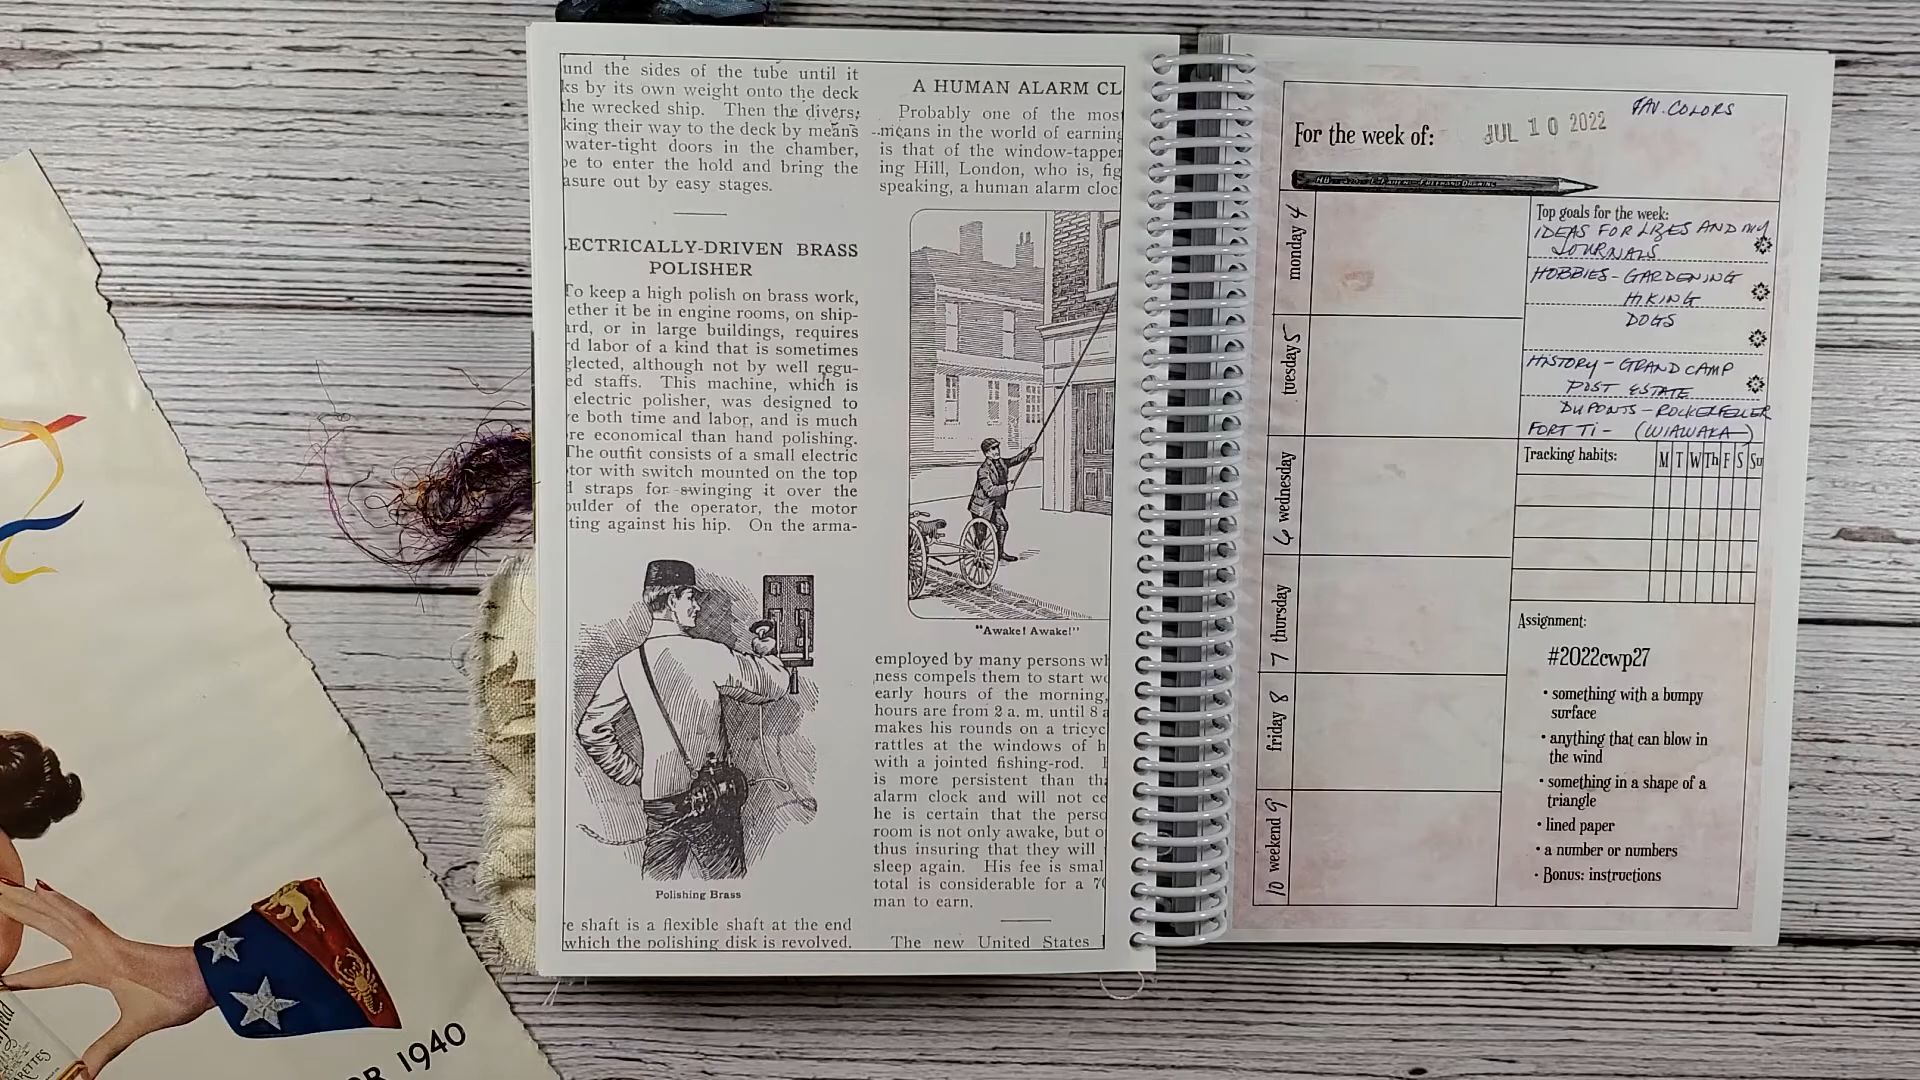 und the sides of the tube until it
ks by its own weight onto the deck
the wrecked ship. Then the divers,
king their way to the deck by means
water-tight doors in the chamber,
be to enter the hold and bring the
asure out by easy stages.
ECTRICALLY-DRIVEN BRASS
POLISHER
To keep a high polish on brass work,
ether it be in engine rooms, on ship-
ard, or in large buildings, requires
rd labor of a kind that is sometimes
glected, although not by well regu-
ed staffs. This machine, which is
electric polisher, was designed to
e both time and labor, and is much
re economical than hand polishing.
The outfit consists of a small electric
tor with switch mounted on the top
d straps for swinging it over the
oulder of the operator, the motor
ting against his hip. On the arma-
Polishing Brass
e shaft is a flexible shaft at the end
which the polishing disk is revolved.
A HUMAN ALARM CL
Probably one of the most
means in the world of earning
is that of the window-tapper
ing Hill, London, who is, fig
speaking, a human alarm cloc
"Awake! Awake!"
employed by many persons wh
ness compels them to start wo
early hours of the morning,
hours are from 2 a. m. until 8 a
makes his rounds on a tricyc
rattles at the windows of h
with a jointed fishing-rod.
is more persistent than tha
alarm clock and will not ce
he is certain that the perso
room is not only awake, but o
thus insuring that they will
sleep again. His fee is smal
total is considerable for a 70
man to earn.
The new United States
FAV. COLORS
For the week of: JUL 10 2022
HB FREEHAND DRAWING
monday 4
tuesday 5
6 wednesday
7 thursday
friday 8
10 weekend 9
Top goals for the week:
IDEAS FOR LIZES AND MY
JOURNALS
HOBBIES - GARDENING
HIKING
DOGS
HISTORY - GRAND CAMP
POST ESTATE
DUPONTS - ROCKEFELLER
FORT TI - (WIAWAKA)
Tracking habits: M T W Th F S Su
Assignment:
#2022cwp27
• something with a bumpy
surface
• anything that can blow in
the wind
• something in a shape of a
triangle
• lined paper
• a number or numbers
• Bonus: instructions
OR 1940